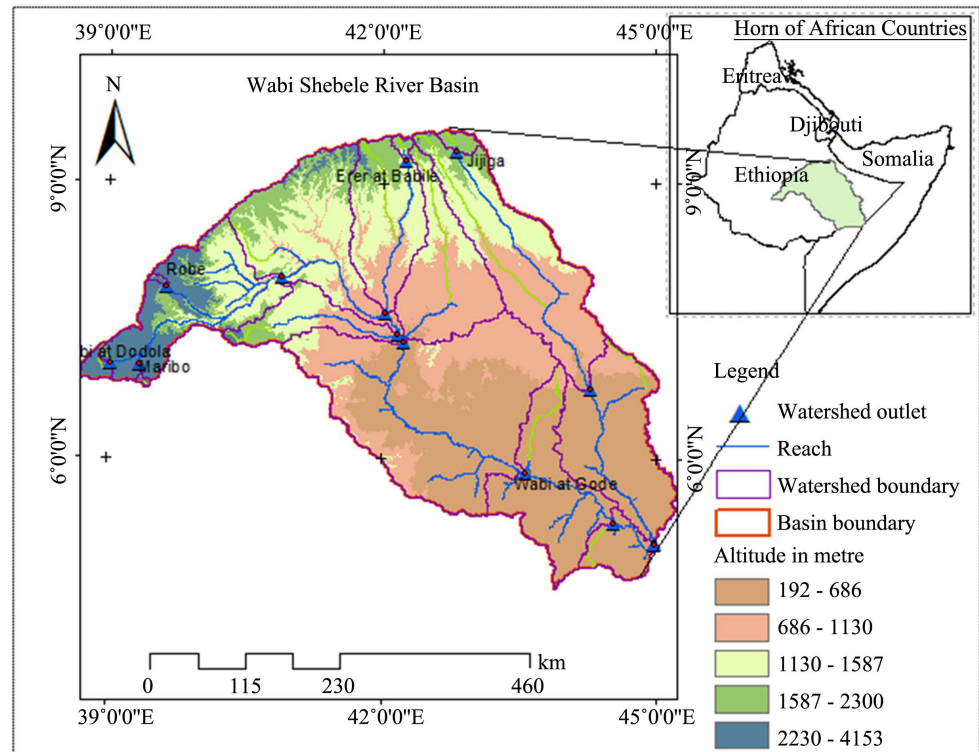 39°0'0"E
42°0'0"E
45°0'0"E
Horn of African Countries
N
Wabi Shebele River Basin
Eritrea
Djibouti
Somalia
Ethiopia
9°0'0"N
9°0'0"N
Jijiga
Erer at Babile
Robe
bi at Dodola
Maribo
6°0'0"N
6°0'0"N
Wabi at Gode
Legend
Watershed outlet
Reach
Watershed boundary
Basin boundary
Altitude in metre
192 - 686
686 - 1130
1130 - 1587
1587 - 2300
2230 - 4153
km
0
115
230
460
39°0'0"E
42°0'0"E
45°0'0"E